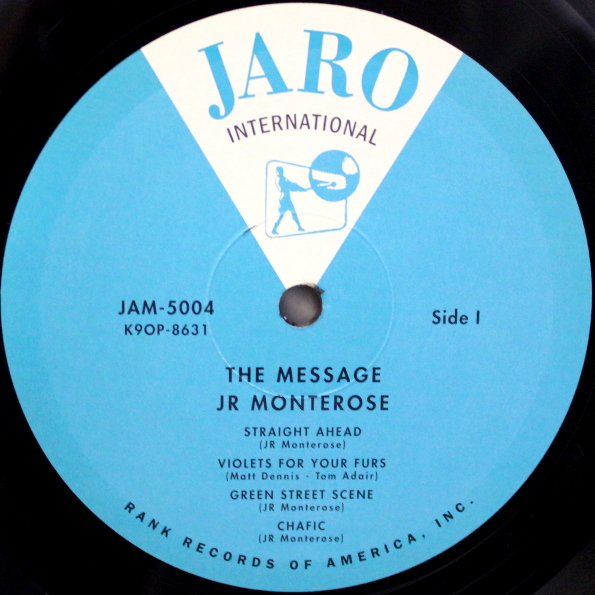 JARO
INTERNATIONAL
JAM-5004
K9OP-8631
Side I
THE MESSAGE
JR MONTEROSE
STRAIGHT AHEAD
(JR Monterose)
VIOLETS FOR YOUR FURS
(Matt Dennis - Tom Adair)
GREEN STREET SCENE
(JR Monterose)
CHAFIC
(JR Monterose)
RANK RECORDS OF AMERICA, INC.